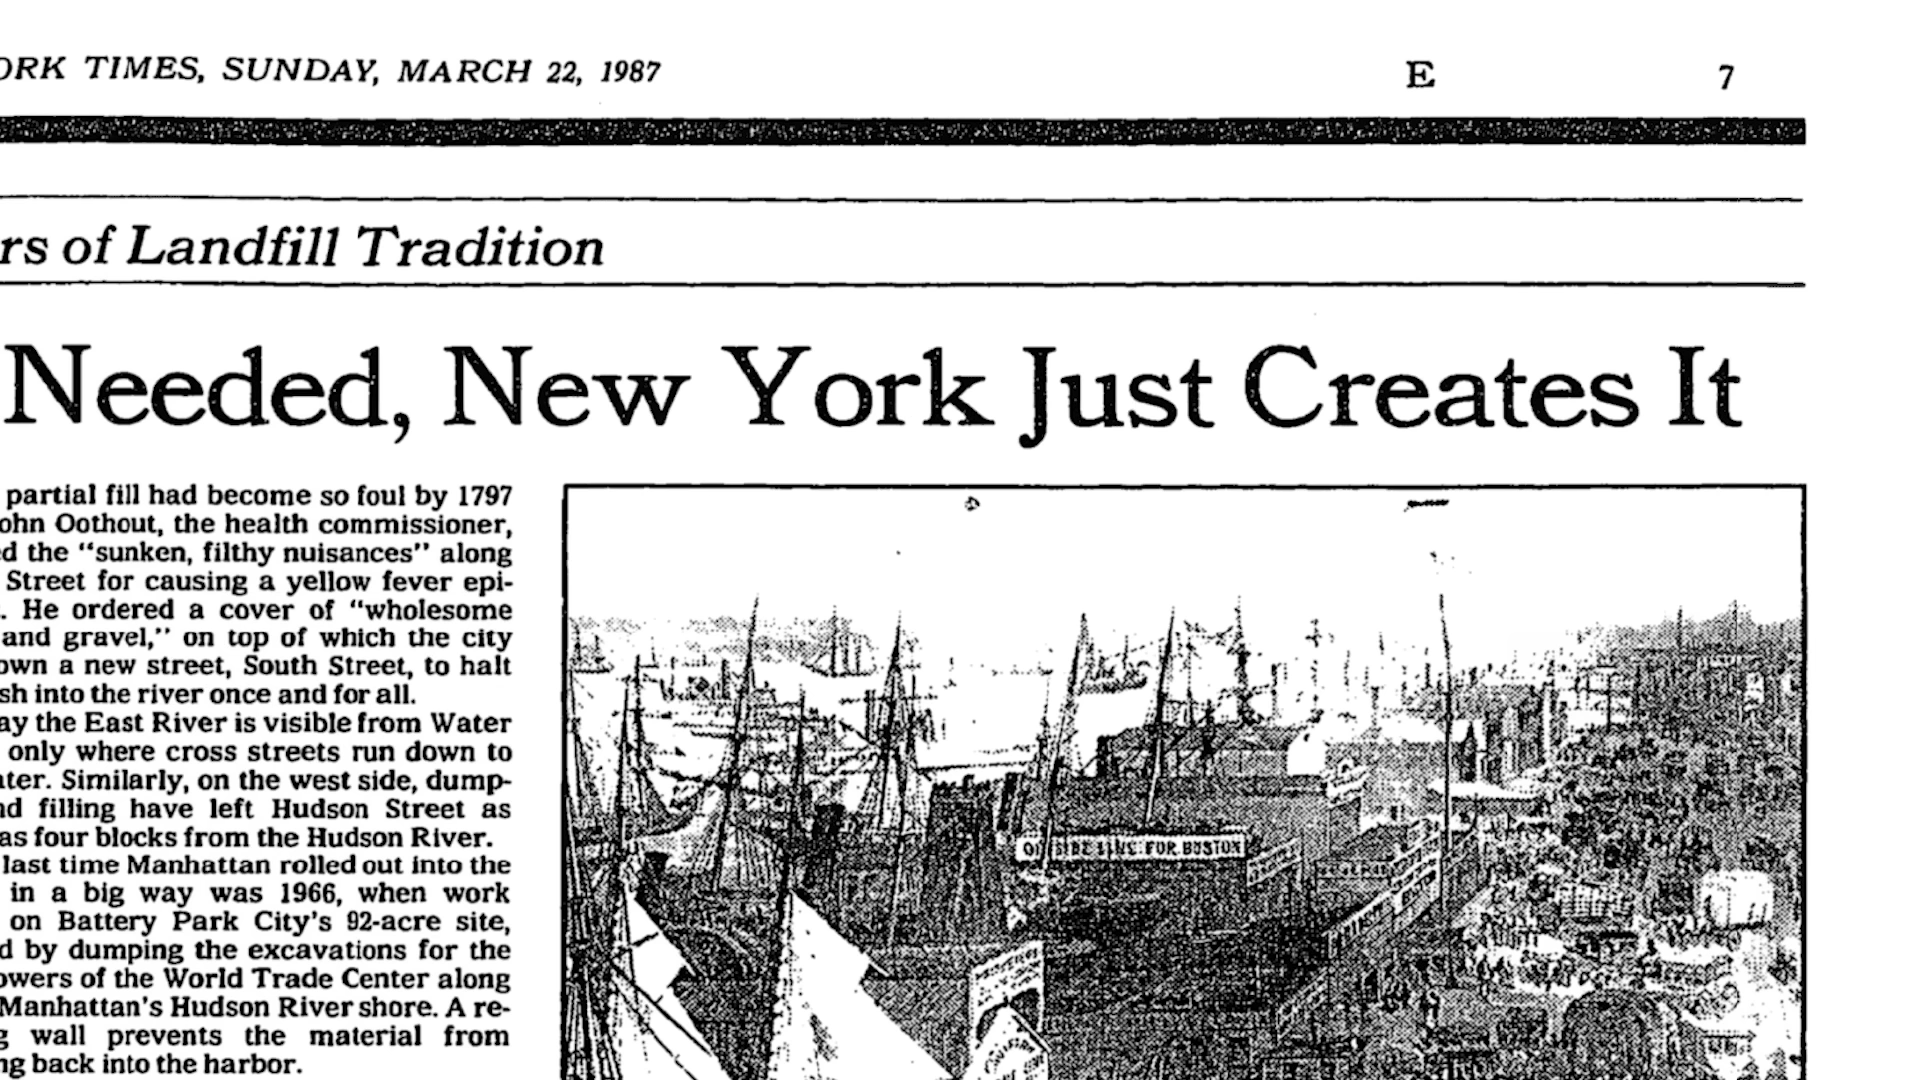 ORK TIMES, SUNDAY, MARCH 22, 1987 E 7
rs of Landfill Tradition
Needed, New York Just Creates It
partial fill had become so foul by 1797
ohn Oothout, the health commissioner,
d the "sunken, filthy nuisances" along
Street for causing a yellow fever epi-
. He ordered a cover of "wholesome
and gravel," on top of which the city
own a new street, South Street, to halt
sh into the river once and for all.
ay the East River is visible from Water
only where cross streets run down to
ater. Similarly, on the west side, dump-
nd filling have left Hudson Street as
as four blocks from the Hudson River.
last time Manhattan rolled out into the
in a big way was 1966, when work
on Battery Park City's 92-acre site,
d by dumping the excavations for the
owers of the World Trade Center along
Manhattan's Hudson River shore. A re-
g wall prevents the material from
ng back into the harbor.
LINE FOR BOSTON